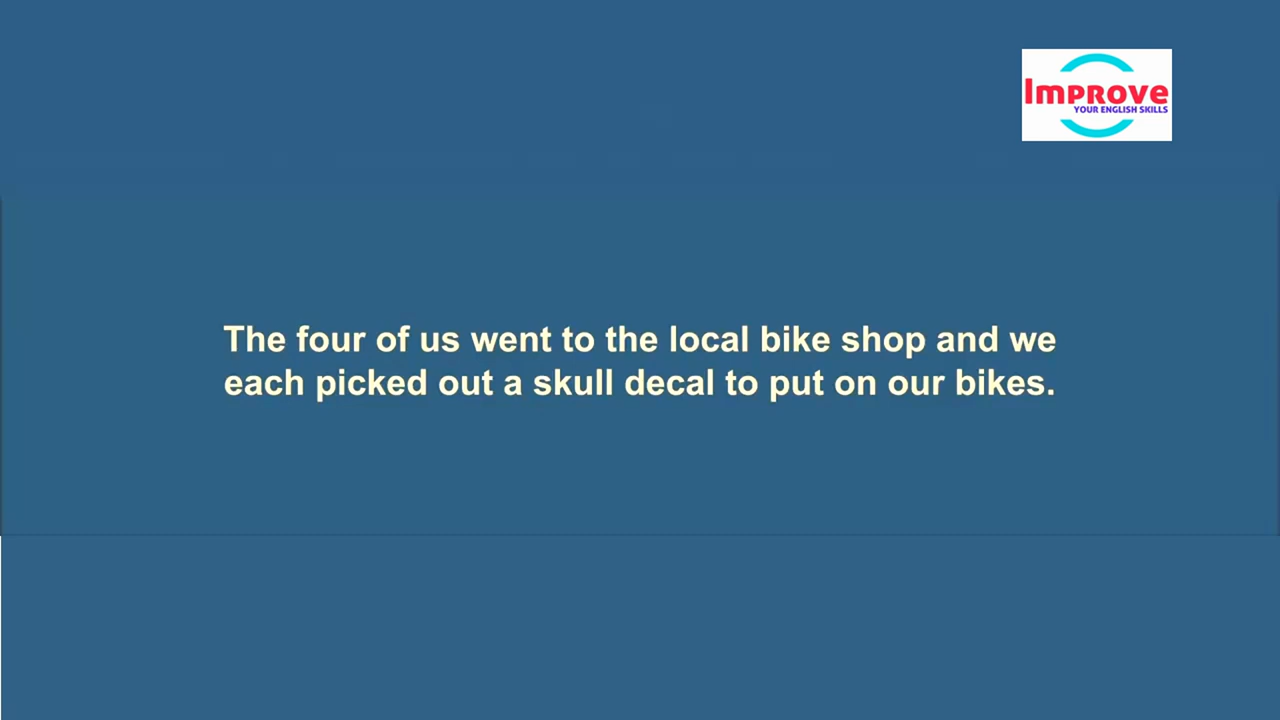 Improve
YOUR ENGLISH SKILLS
The four of us went to the local bike shop and we
each picked out a skull decal to put on our bikes.